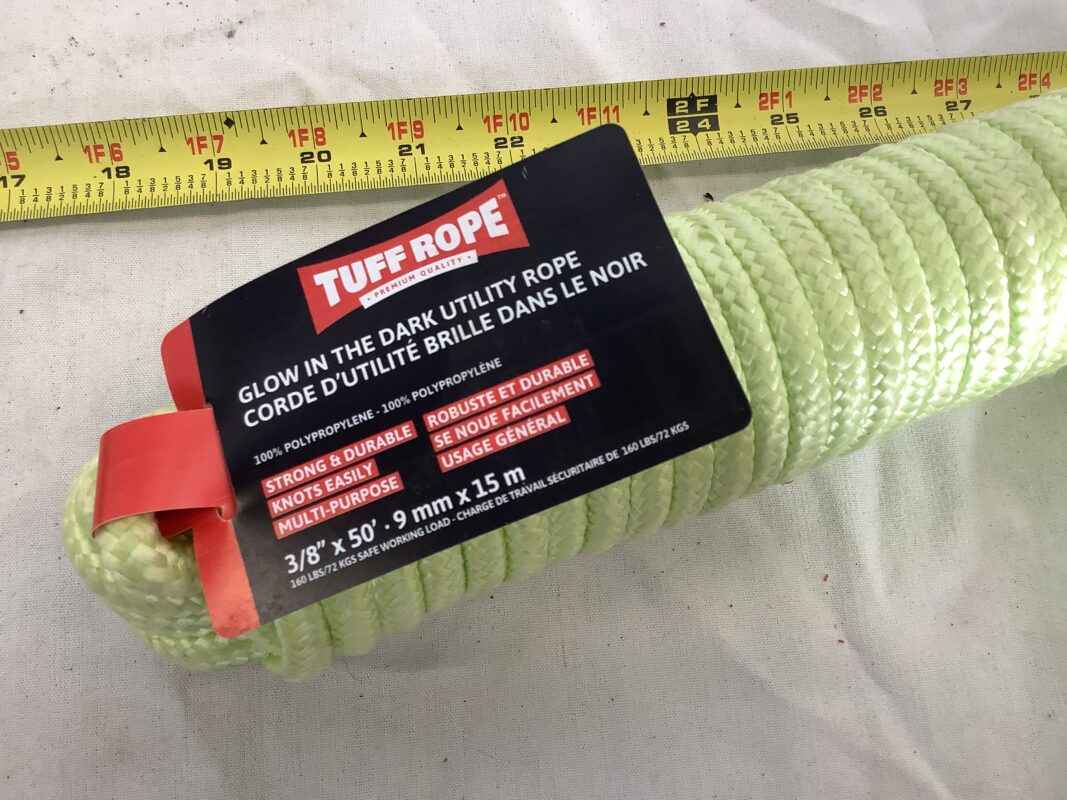 5 1F6 1F7 1F8 1F9 1F10 1F11 2F 2F1 2F2 2F3 2F4
17 18 19 20 21 22 24 25 26 27
TUFF ROPE™
• PREMIUM QUALITY •
GLOW IN THE DARK UTILITY ROPE
CORDE D'UTILITÉ BRILLE DANS LE NOIR
100% POLYPROPYLENE - 100% POLYPROPYLÈNE
STRONG & DURABLE
KNOTS EASILY
MULTI-PURPOSE
ROBUSTE ET DURABLE
SE NOUE FACILEMENT
USAGE GÉNÉRAL
3/8" x 50' • 9 mm x 15 m
160 LBS/72 KGS SAFE WORKING LOAD - CHARGE DE TRAVAIL SÉCURITAIRE DE 160 LBS/72 KGS